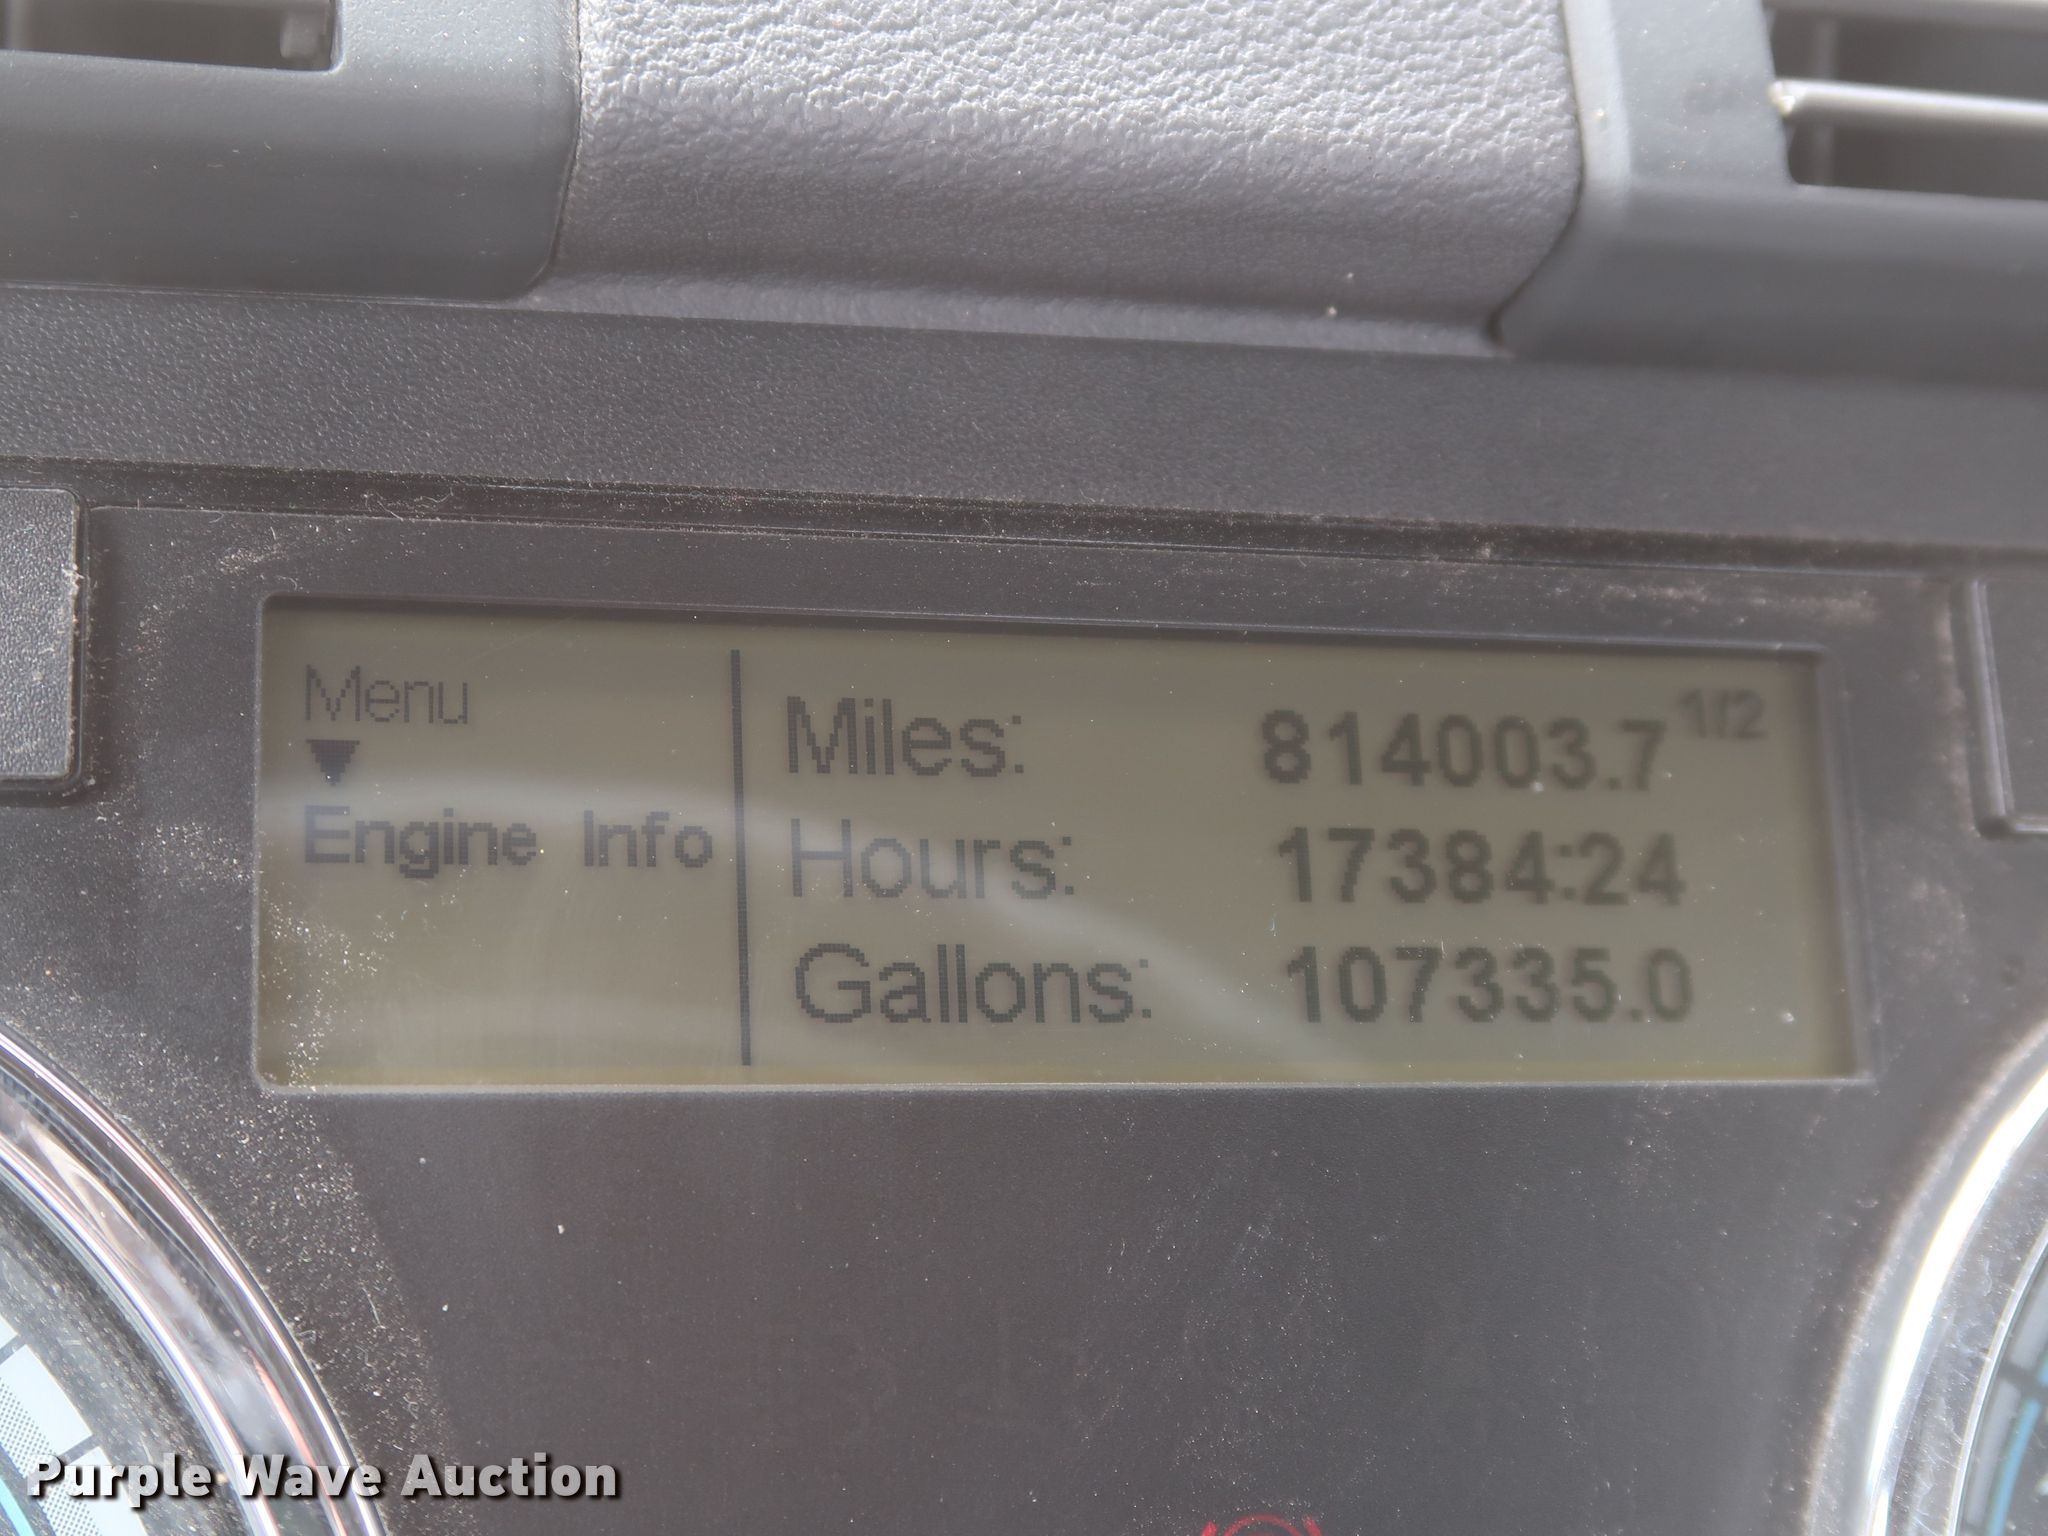 Menu
Engine Info
Miles: 814003.7 1/2
Hours: 17384:24
Gallons: 107335.0
Purple Wave Auction